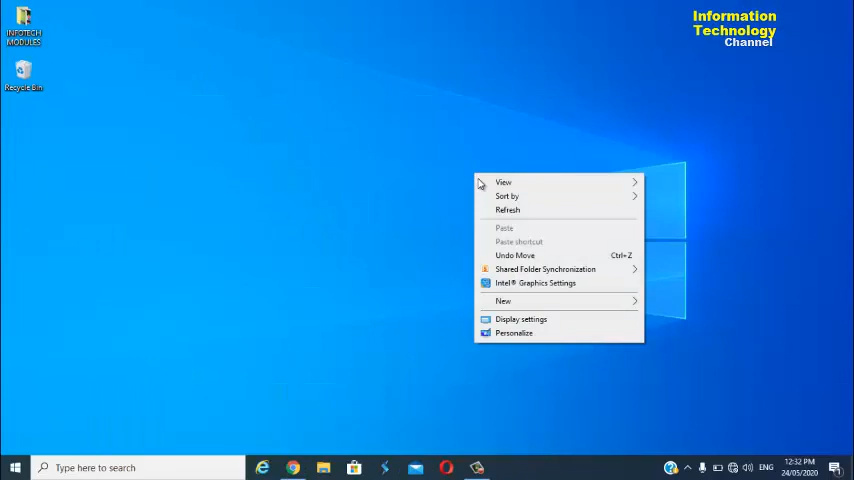 INFOTECH
MODULES
Recycle Bin
Information
Technology
Channel
View
Sort by
Refresh
Paste
Paste shortcut
Undo Move Ctrl+Z
Shared Folder Synchronization
Intel® Graphics Settings
New
Display settings
Personalize
Type here to search
ENG
12:32 PM
24/05/2020
1